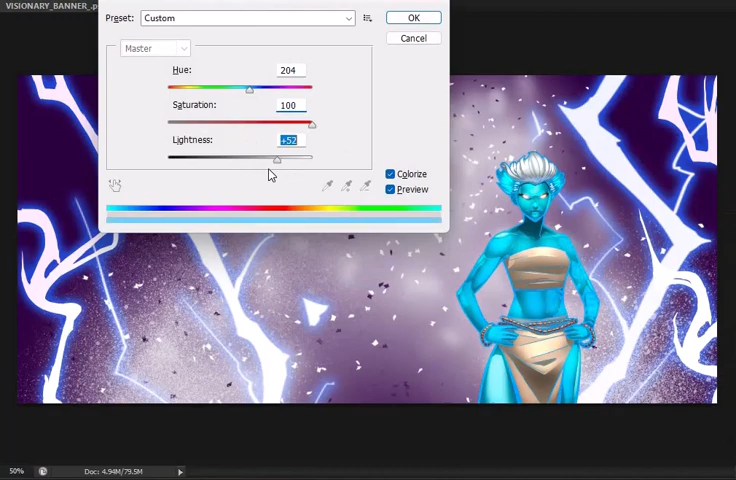 VISIONARY_BANNER_.p
Preset: Custom
OK
Cancel
Master
Hue: 204
Saturation: 100
Lightness: +52
Colorize
Preview
50%
Doc: 4.94M/79.5M